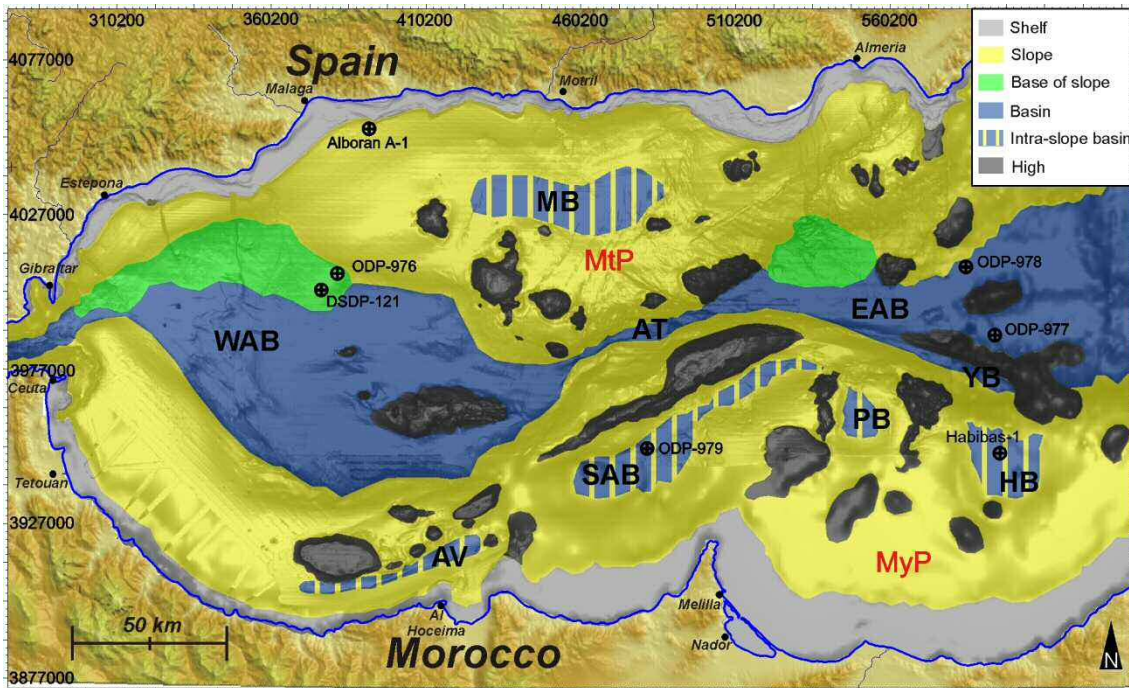 310200
360200
410200
460200
510200
560200
4077000
4027000
3977000
3927000
3877000
Shelf
Slope
Base of slope
Basin
Intra-slope basin
High
Spain
Almeria
Motril
Malaga
Alboran A-1
Estepona
MB
MtP
Gibraltar
ODP-976
DSDP-121
ODP-978
EAB
WAB
AT
ODP-977
YB
Ceuta
PB
Habibas-1
ODP-979
SAB
HB
Tetouan
AV
MyP
50 km
Al
Hoceima
Melilla
Nador
Morocco
N